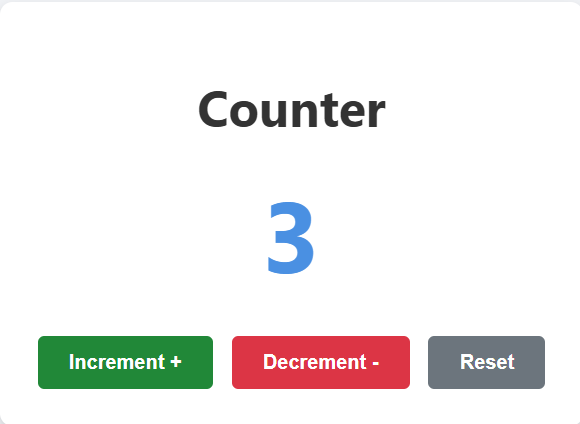 Counter
3
Increment + Decrement - Reset